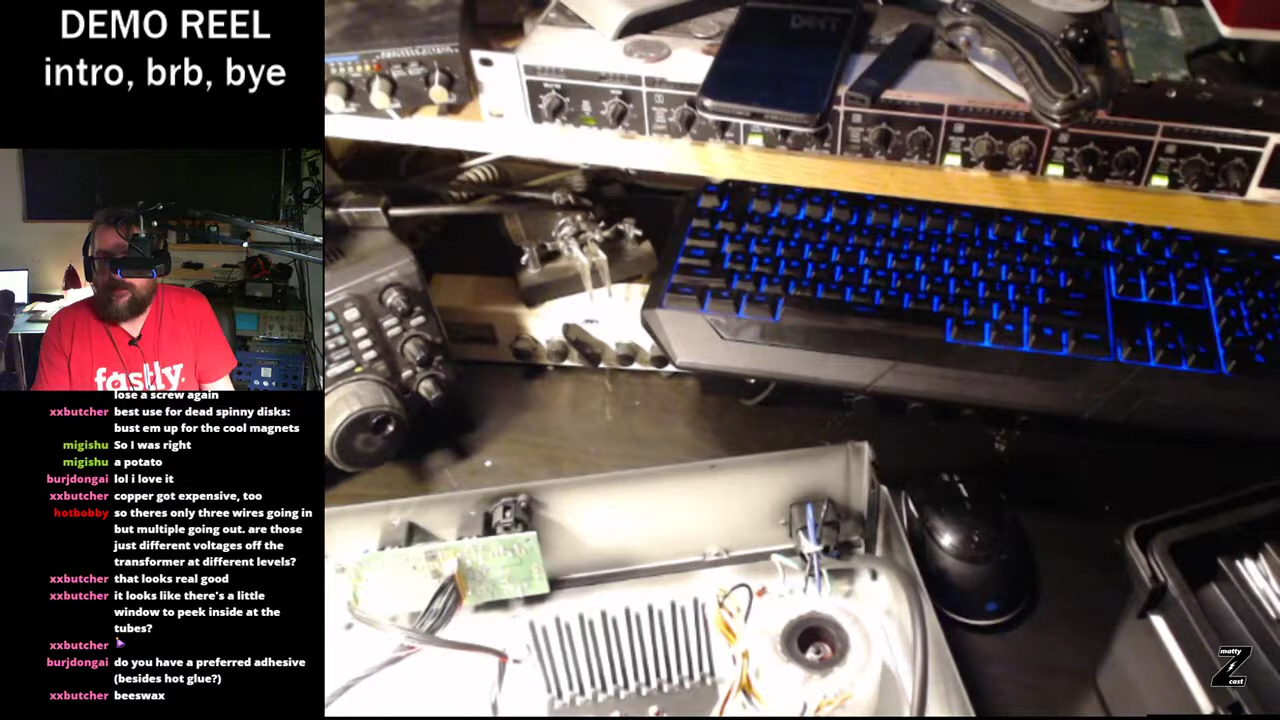 DEMO REEL
intro, brb, bye
DELL
fastly.
lose a screw again
xxbutcher best use for dead spinny disks:
bust em up for the cool magnets
migishu So I was right
migishu a potato
burjdongai lol i love it
xxbutcher copper got expensive, too
hotbobby so theres only three wires going in
but multiple going out. are those
just different voltages off the
transformer at different levels?
xxbutcher that looks real good
xxbutcher it looks like there's a little
window to peek inside at the
tubes?
xxbutcher
burjdongai do you have a preferred adhesive
(besides hot glue?)
xxbutcher beeswax
matty
Z
cast